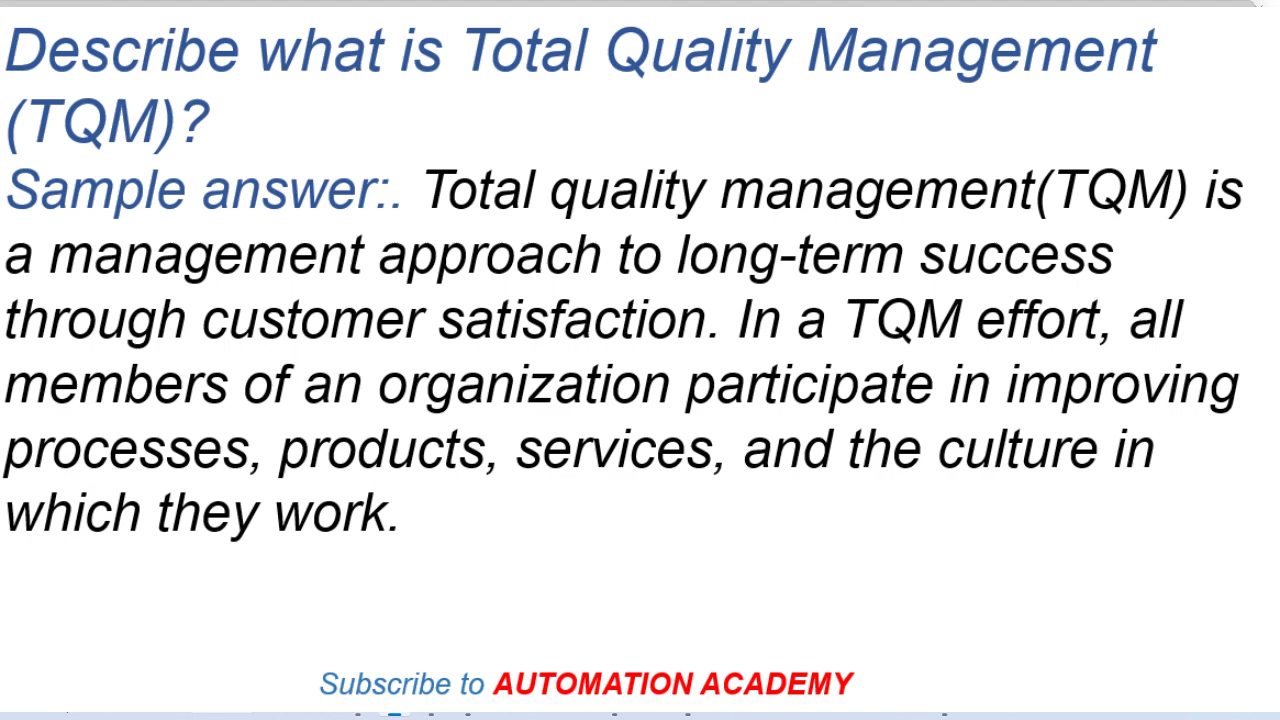 Describe what is Total Quality Management
(TQM)?
Sample answer:. Total quality management(TQM) is
a management approach to long-term success
through customer satisfaction. In a TQM effort, all
members of an organization participate in improving
processes, products, services, and the culture in
which they work.
Subscribe to AUTOMATION ACADEMY